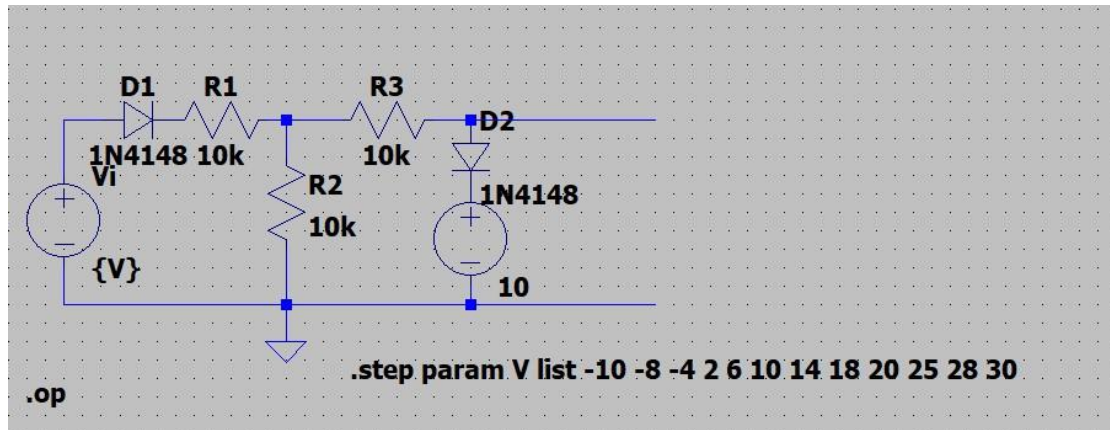 D1 R1 R3
D2
1N4148 10k 10k
Vi
R2
1N4148
10k
{V}
10
.step param V list -10 -8 -4 2 6 10 14 18 20 25 28 30
.op